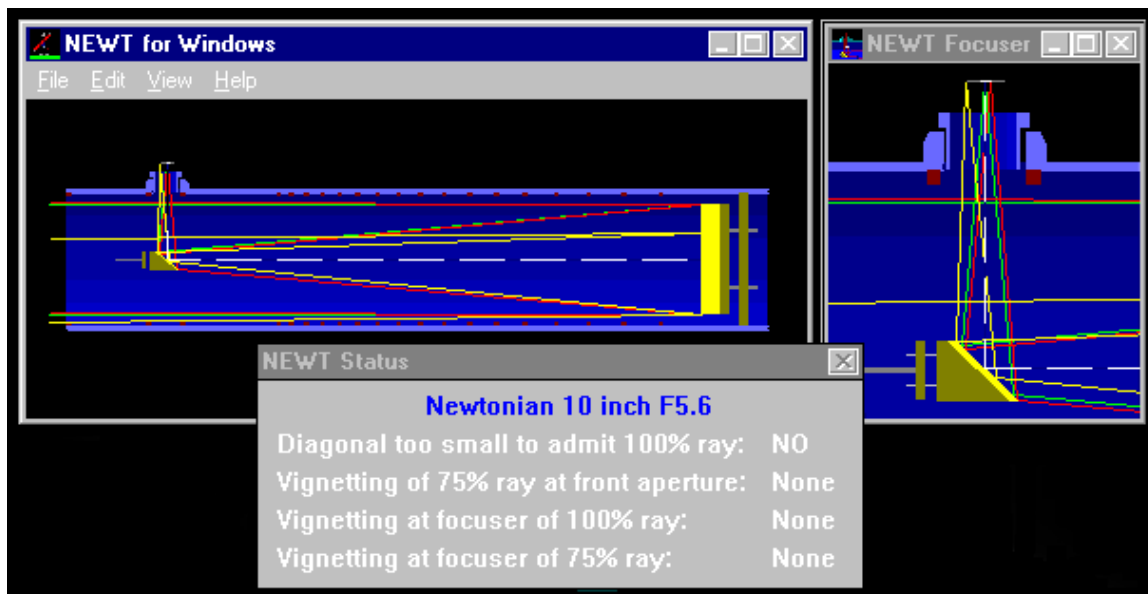 NEWT for Windows
File Edit View Help
NEWT Focuser
NEWT Status
Newtonian 10 inch F5.6
Diagonal too small to admit 100% ray: NO
Vignetting of 75% ray at front aperture: None
Vignetting at focuser of 100% ray: None
Vignetting at focuser of 75% ray: None